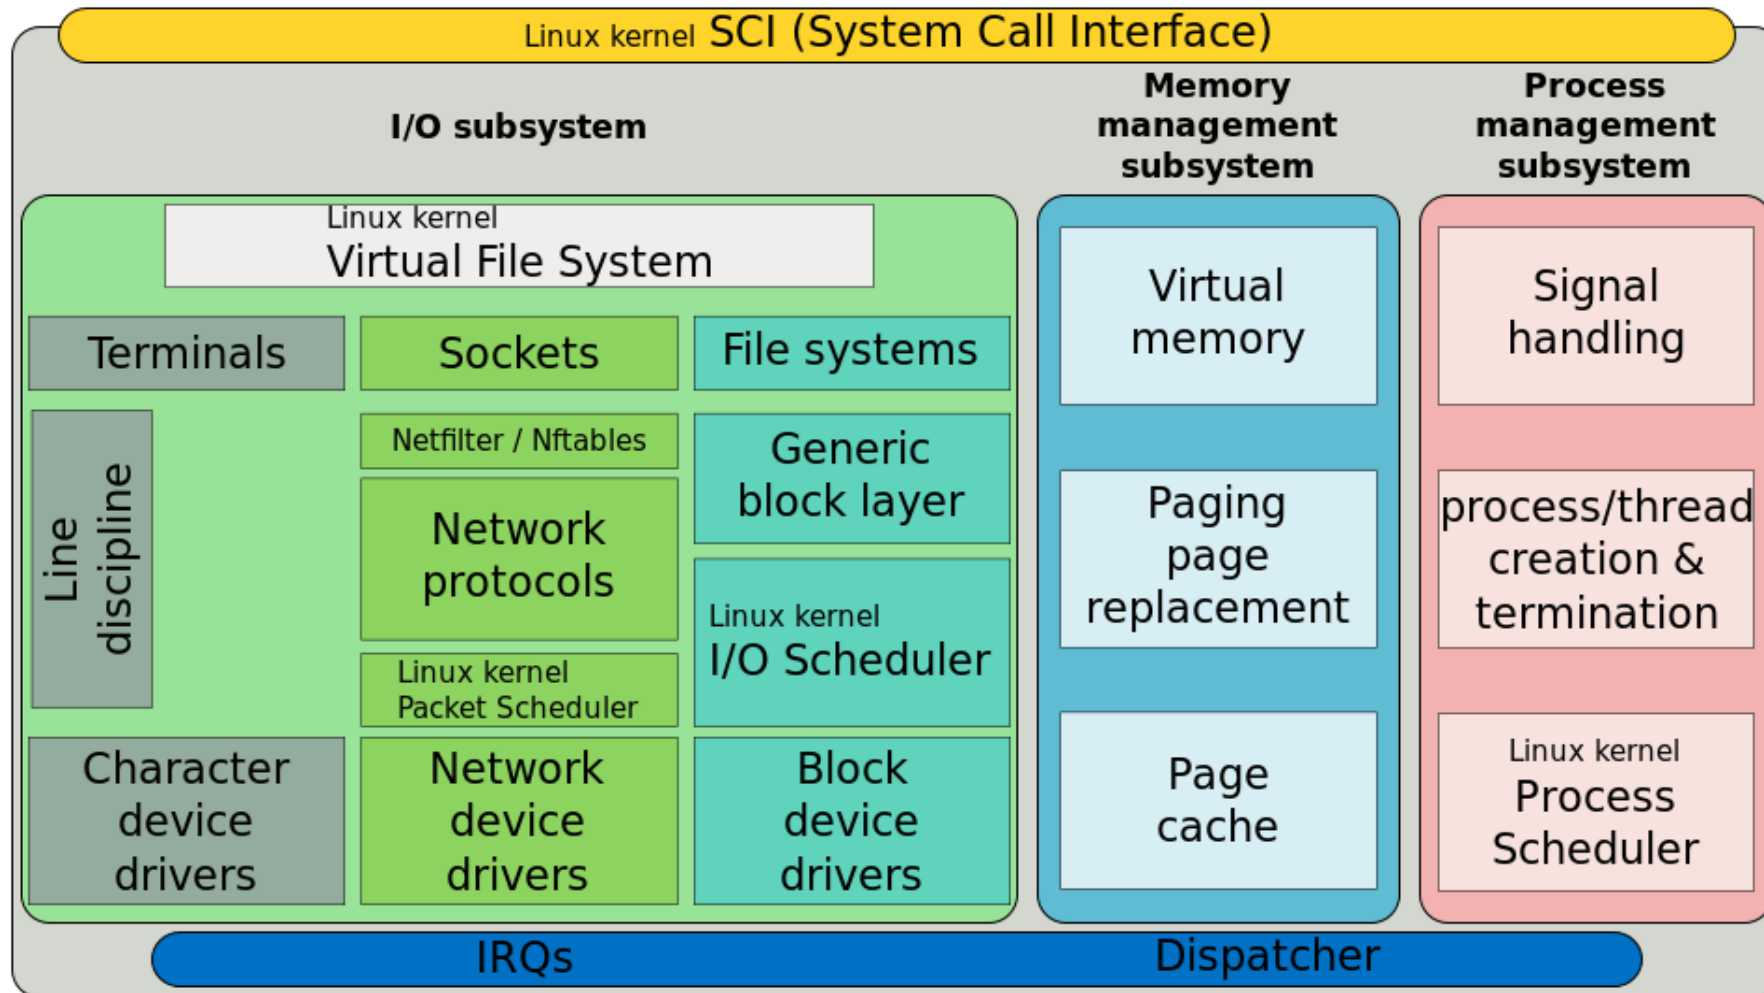 Linux kernel SCI (System Call Interface)
I/O subsystem
Memory
management
subsystem
Process
management
subsystem
Linux kernel
Virtual File System
Terminals
Sockets
File systems
Line
discipline
Netfilter / Nftables
Network
protocols
Linux kernel
Packet Scheduler
Generic
block layer
Linux kernel
I/O Scheduler
Character
device
drivers
Network
device
drivers
Block
device
drivers
Virtual
memory
Paging
page
replacement
Page
cache
Signal
handling
process/thread
creation &
termination
Linux kernel
Process
Scheduler
IRQs
Dispatcher